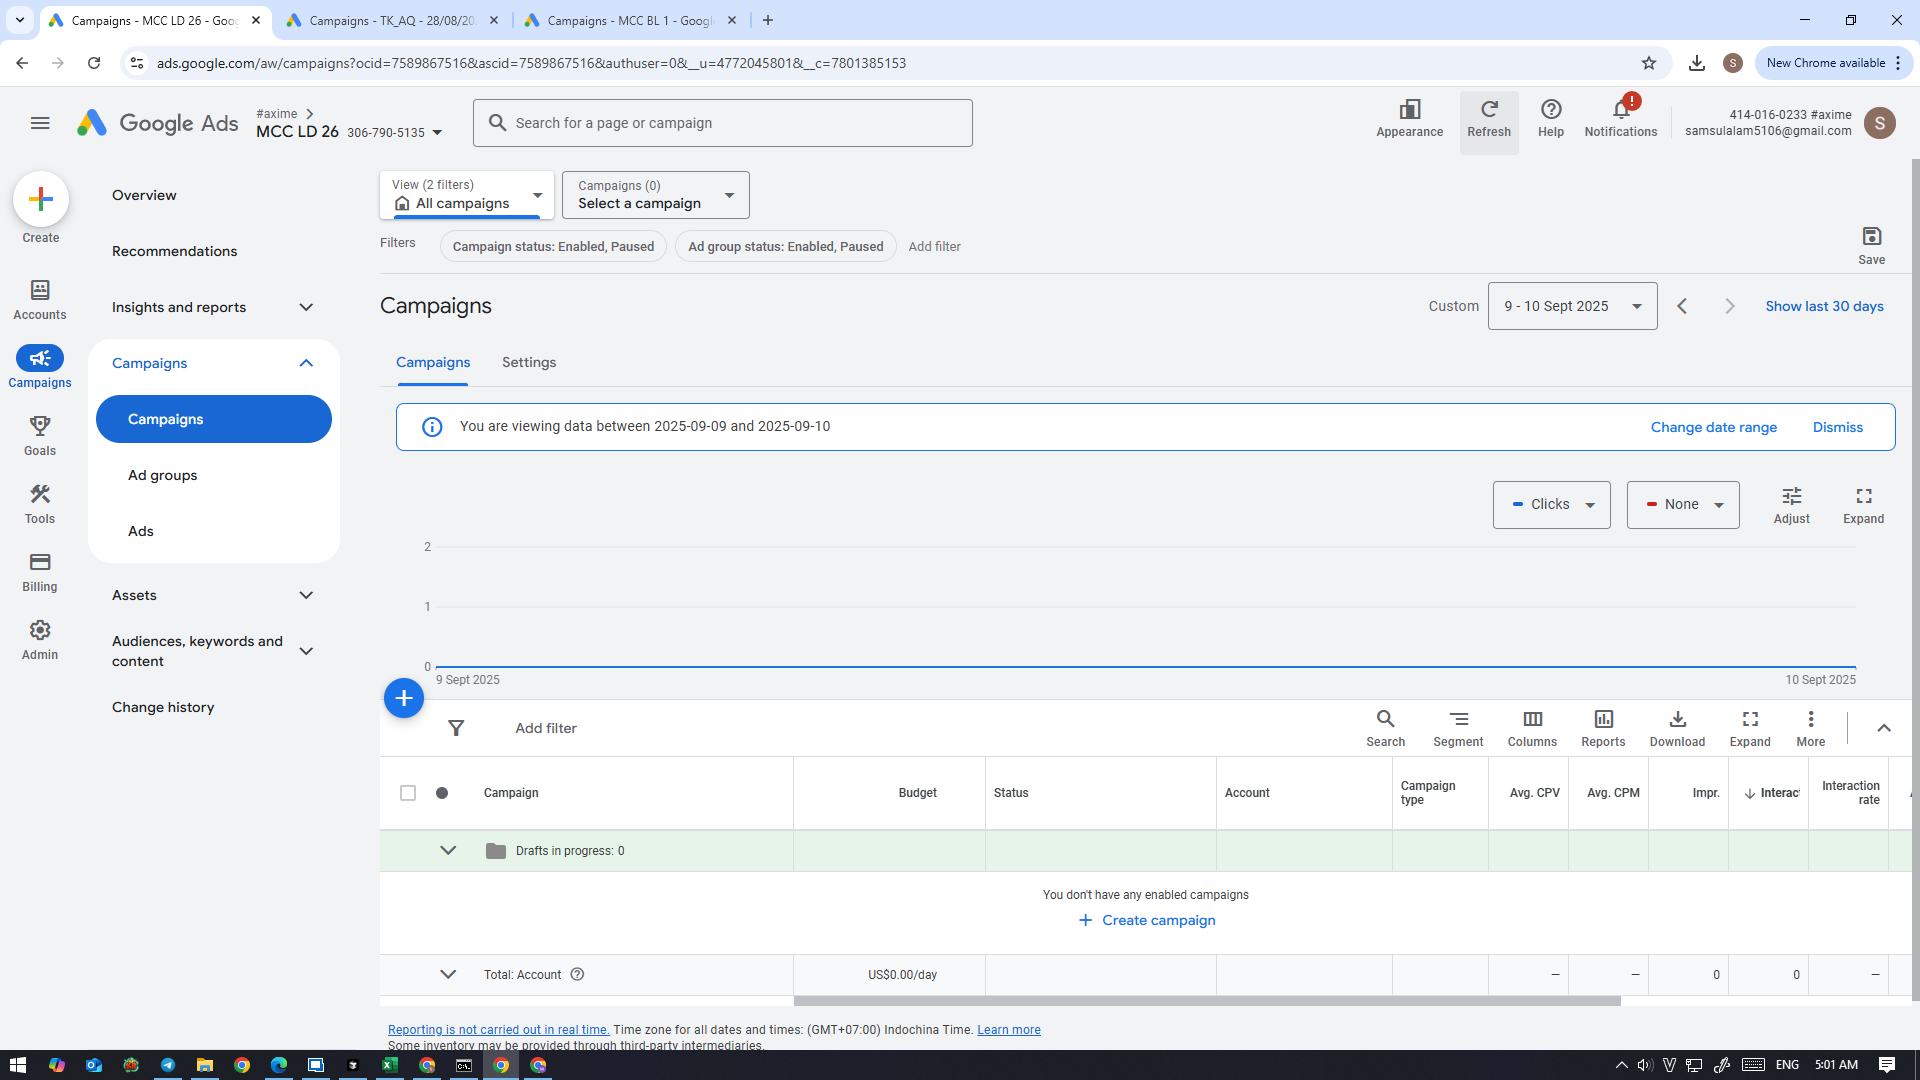 Campaigns - MCC LD 26 - Goog
Campaigns - TK_AQ - 28/08/20
Campaigns - MCC BL 1 - Google
ads.google.com/aw/campaigns?ocid=7589867516&ascid=7589867516&authuser=0&__u=4772045801&__c=7801385153
S
New Chrome available
Google Ads
#axime
MCC LD 26 306-790-5135
Search for a page or campaign
Appearance
Refresh
Help
!
Notifications
414-016-0233 #axime
samsulalam5106@gmail.com
S
Create
Accounts
Campaigns
Goals
Tools
Billing
Admin
Overview
Recommendations
Insights and reports
Campaigns
Campaigns
Ad groups
Ads
Assets
Audiences, keywords and
content
Change history
View (2 filters)
All campaigns
Campaigns (0)
Select a campaign
Filters
Campaign status: Enabled, Paused
Ad group status: Enabled, Paused
Add filter
Save
Campaigns
Custom
9 - 10 Sept 2025
Show last 30 days
Campaigns
Settings
You are viewing data between 2025-09-09 and 2025-09-10
Change date range
Dismiss
Clicks
None
Adjust
Expand
2
1
0
9 Sept 2025
10 Sept 2025
Add filter
Search
Segment
Columns
Reports
Download
Expand
More
Campaign
Budget
Status
Account
Campaign
type
Avg. CPV
Avg. CPM
Impr.
Interac
Interaction
rate
Drafts in progress: 0
You don't have any enabled campaigns
+ Create campaign
Total: Account
US$0.00/day
—
—
0
0
—
Reporting is not carried out in real time. Time zone for all dates and times: (GMT+07:00) Indochina Time. Learn more
Some inventory may be provided through third-party intermediaries.
ENG
5:01 AM